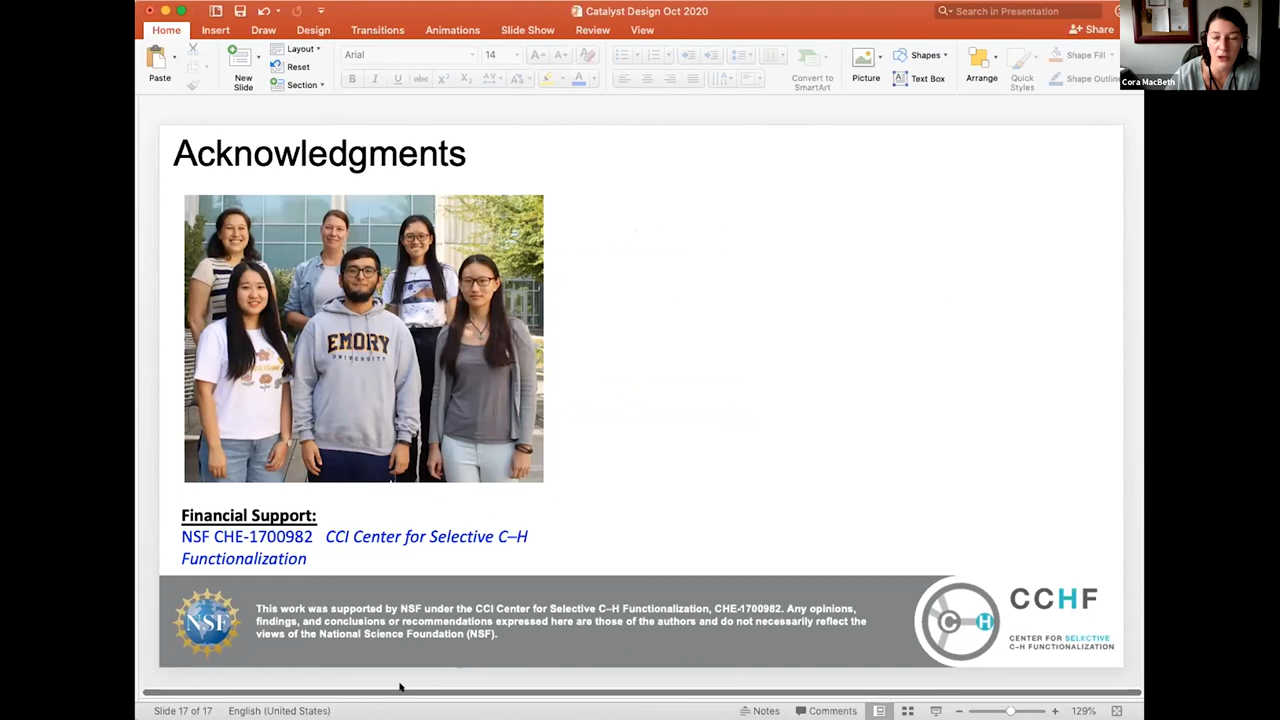 Catalyst Design Oct 2020
Search in Presentation
Home Insert Draw Design Transitions Animations Slide Show Review View
Share
Paste
New
Slide
Layout
Reset
Section
Arial
14
Convert to
SmartArt
Picture
Shapes
Text Box
Arrange
Quick
Styles
Shape Fill
Shape Outline
Cora MacBeth
Acknowledgments
EMORY
UNIVERSITY
Financial Support:
NSF CHE-1700982 CCI Center for Selective C–H
Functionalization
NSF
This work was supported by NSF under the CCI Center for Selective C–H Functionalization, CHE-1700982. Any opinions,
findings, and conclusions or recommendations expressed here are those of the authors and do not necessarily reflect the
views of the National Science Foundation (NSF).
C H
CCHF
CENTER FOR SELECTIVE
C–H FUNCTIONALIZATION
Slide 17 of 17 English (United States)
Notes Comments 129%